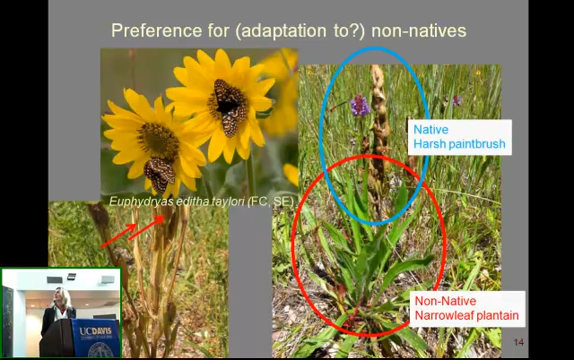 Preference for (adaptation to?) non-natives
Euphydryas editha taylori (FC, SE)
Native
Harsh paintbrush
Non-Native
Narrowleaf plantain
UCDAVIS
14